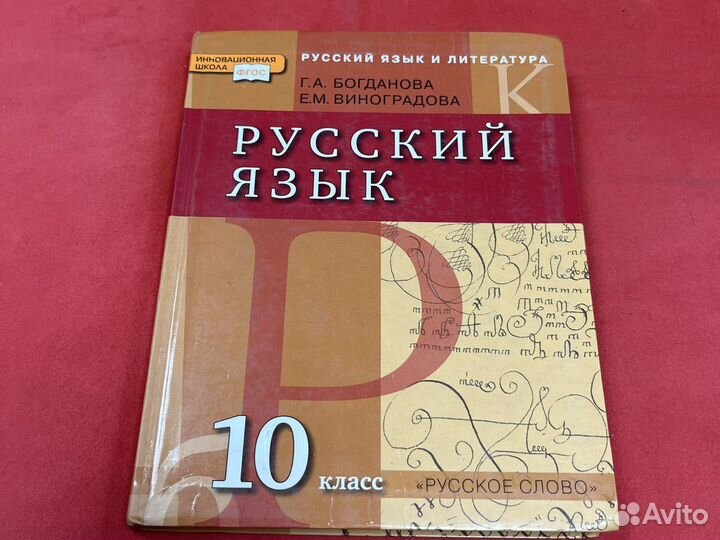 ИННОВАЦИОННАЯ
ШКОЛА ФГОС
РУССКИЙ ЯЗЫК И ЛИТЕРАТУРА
Г.А. БОГДАНОВА
Е.М. ВИНОГРАДОВА
К
РУССКИЙ
ЯЗЫК
Р
10 класс
«РУССКОЕ СЛОВО»
Avito